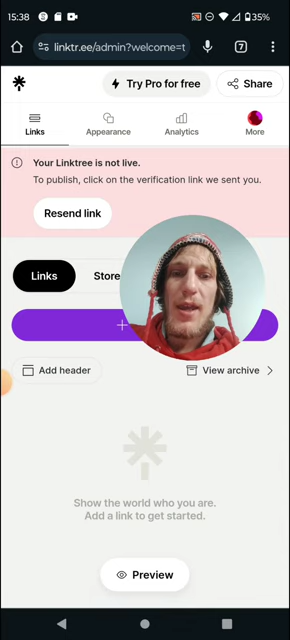 15:38
35%
linktr.ee/admin?welcome=t
7
Try Pro for free
Share
Links
Appearance
Analytics
More
Your Linktree is not live.
To publish, click on the verification link we sent you.
Resend link
Links
Store
Add header
View archive
Show the world who you are.
Add a link to get started.
Preview